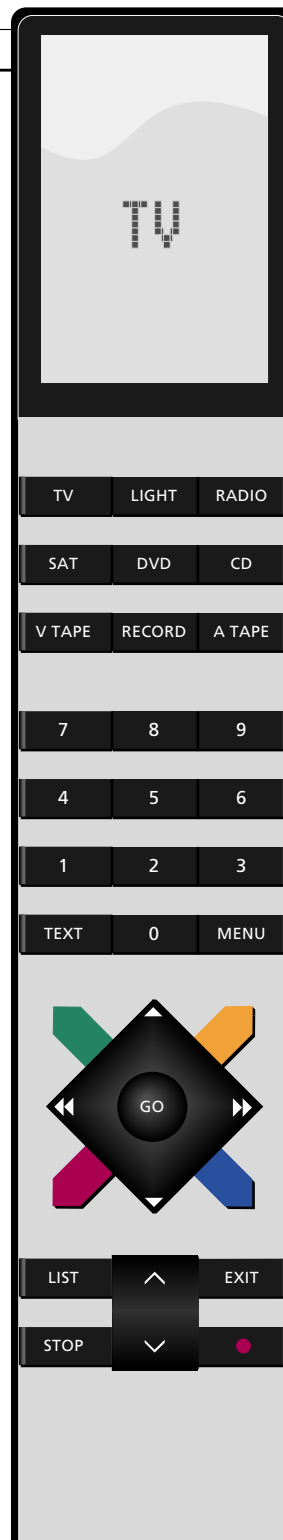 TV
TV LIGHT RADIO
SAT DVD CD
V TAPE RECORD A TAPE
7 8 9
4 5 6
1 2 3
TEXT 0 MENU
GO
LIST EXIT
STOP